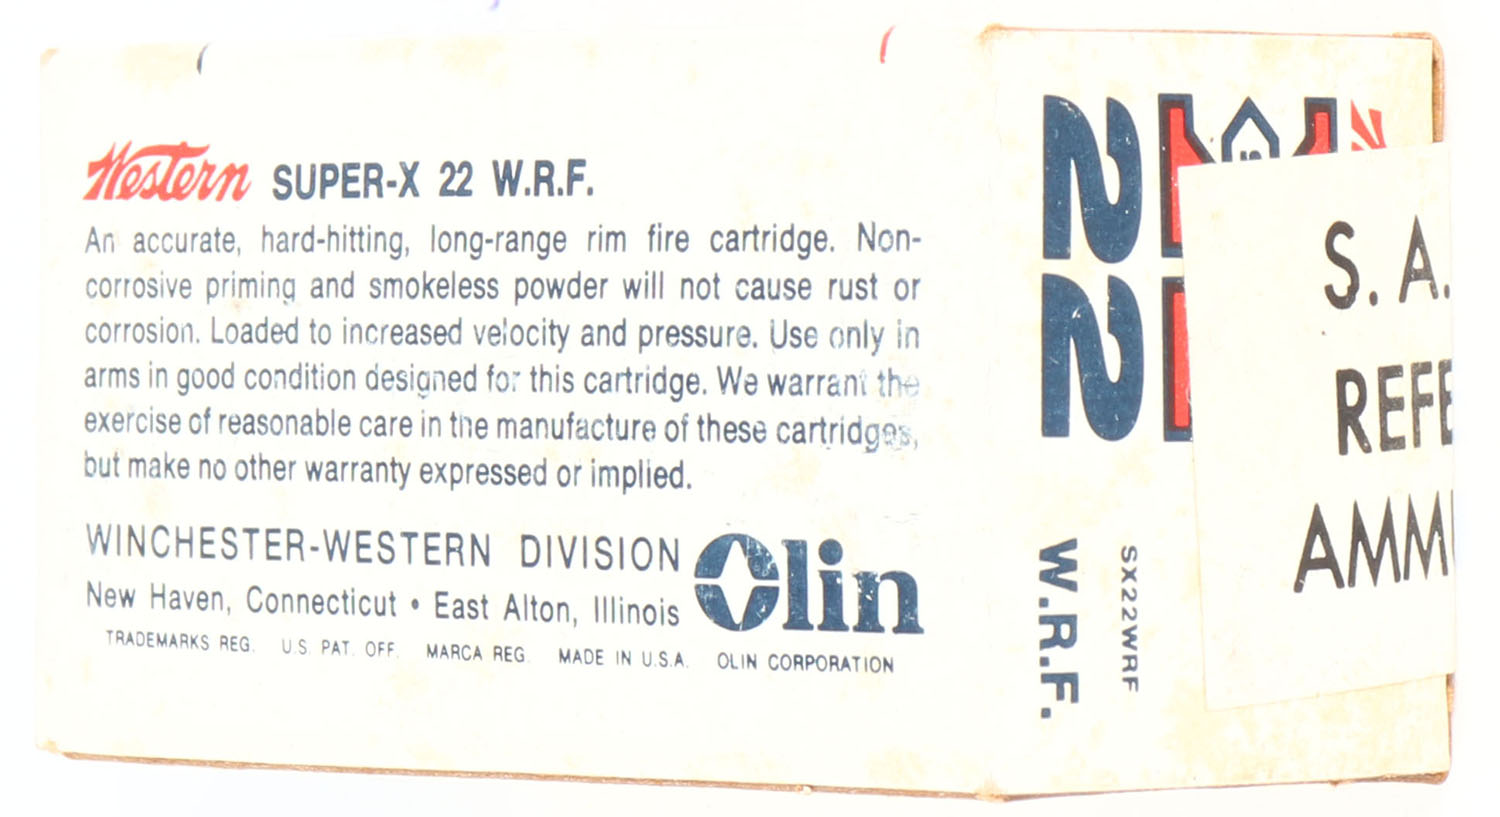 Western SUPER-X 22 W.R.F.
An accurate, hard-hitting, long-range rim fire cartridge. Non-
corrosive priming and smokeless powder will not cause rust or
corrosion. Loaded to increased velocity and pressure. Use only in
arms in good condition designed for this cartridge. We warrant the
exercise of reasonable care in the manufacture of these cartridges,
but make no other warranty expressed or implied.
WINCHESTER-WESTERN DIVISION
New Haven, Connecticut • East Alton, Illinois
Olin
TRADEMARKS REG. U.S. PAT. OFF. MARCA REG. MADE IN U.S.A. OLIN CORPORATION
22
22
W.R.F.
SX22WRF
S. A.
REFE
AMMU